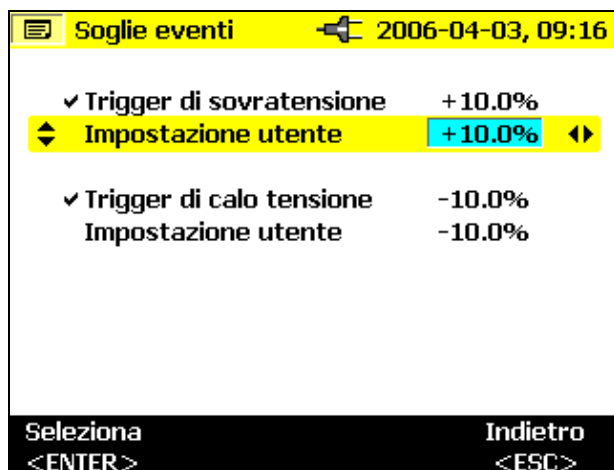 Soglie eventi 2006-04-03, 09:16
✓ Trigger di sovratensione +10.0%
Impostazione utente +10.0%
✓ Trigger di calo tensione -10.0%
Impostazione utente -10.0%
Seleziona Indietro
<ENTER> <ESC>